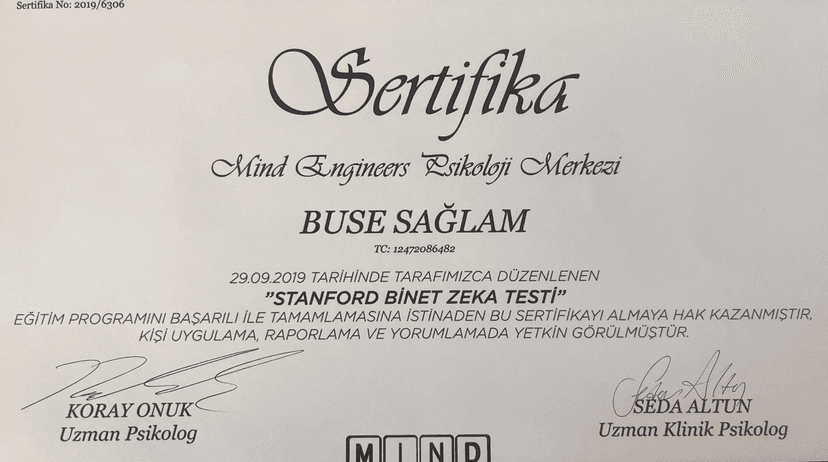 Sertifika No: 2019/6306
Sertifika
Mind Engineers Psikoloji Merkezi
BUSE SAĞLAM
TC: 12472086482
29.09.2019 TARİHİNDE TARAFIMIZCA DÜZENLENEN
”STANFORD BİNET ZEKA TESTİ”
EĞİTİM PROGRAMINI BAŞARILI İLE TAMAMLAMASINA İSTİNADEN BU SERTİFİKAYI ALMAYA HAK KAZANMIŞTIR,
KİŞİ UYGULAMA, RAPORLAMA VE YORUMLAMADA YETKİN GÖRÜLMÜŞTÜR.
KORAY ONUK
Uzman Psikolog
Seda Altun
SEDA ALTUN
Uzman Klinik Psikolog
MIND